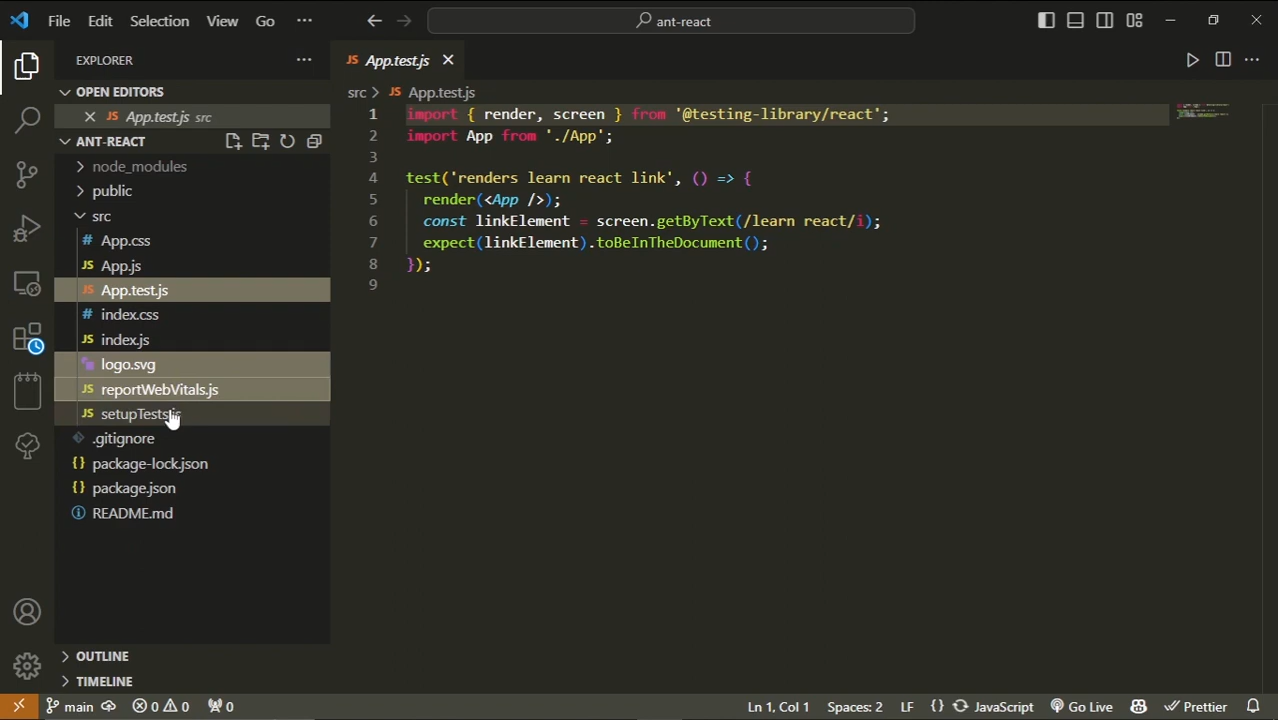 File Edit Selection View Go ant-react
EXPLORER
OPEN EDITORS
JS App.test.js src
ANT-REACT
node_modules
public
src
# App.css
JS App.js
JS App.test.js
# index.css
JS index.js
logo.svg
JS reportWebVitals.js
JS setupTests.js
.gitignore
{} package-lock.json
{} package.json
README.md
OUTLINE
TIMELINE
JS App.test.js
src > JS App.test.js
1 import { render, screen } from '@testing-library/react';
2 import App from './App';
3
4 test('renders learn react link', () => {
5 render(<App />);
6 const linkElement = screen.getByText(/learn react/i);
7 expect(linkElement).toBeInTheDocument();
8 });
9
main 0 0 0 Ln 1, Col 1 Spaces: 2 LF {} JavaScript Go Live Prettier